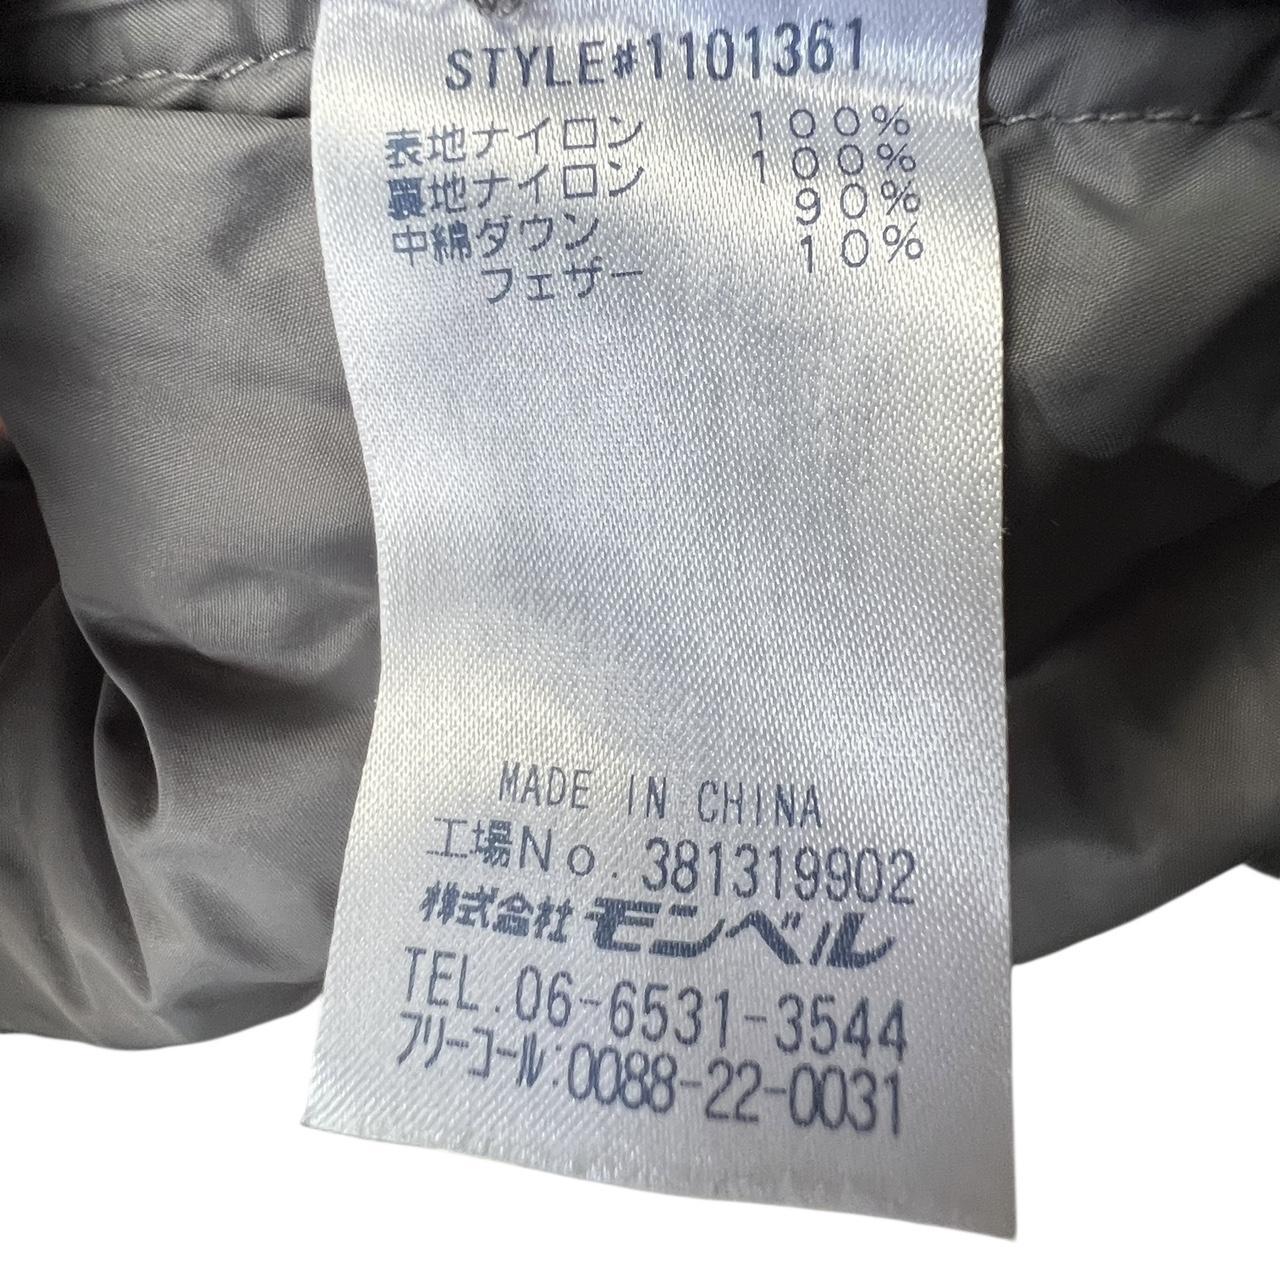 STYLE#1101361
表地ナイロン 100%
裏地ナイロン 100%
中綿ダウン 90%
フェザー 10%
MADE IN CHINA
工場No.381319902
株式会社モンベル
TEL.06-6531-3544
フリーコール:0088-22-0031